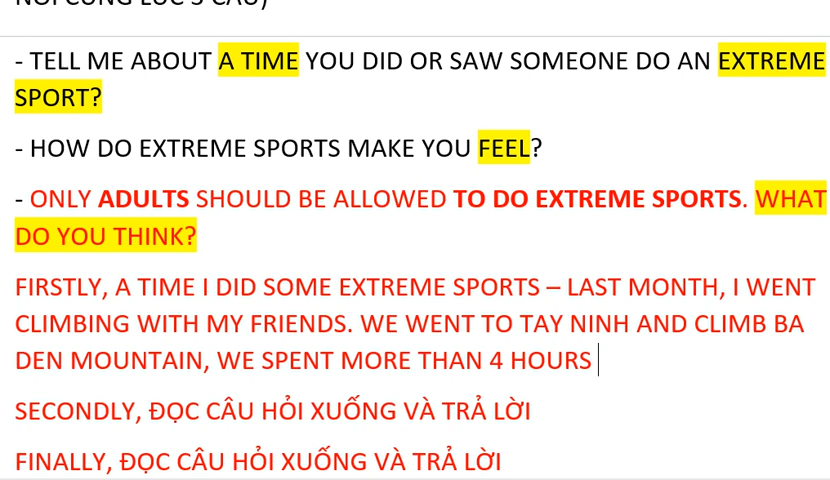 - TELL ME ABOUT A TIME YOU DID OR SAW SOMEONE DO AN EXTREME
SPORT?
- HOW DO EXTREME SPORTS MAKE YOU FEEL?
- ONLY ADULTS SHOULD BE ALLOWED TO DO EXTREME SPORTS. WHAT
DO YOU THINK?
FIRSTLY, A TIME I DID SOME EXTREME SPORTS – LAST MONTH, I WENT
CLIMBING WITH MY FRIENDS. WE WENT TO TAY NINH AND CLIMB BA
DEN MOUNTAIN, WE SPENT MORE THAN 4 HOURS
SECONDLY, ĐỌC CÂU HỎI XUỐNG VÀ TRẢ LỜI
FINALLY, ĐỌC CÂU HỎI XUỐNG VÀ TRẢ LỜI